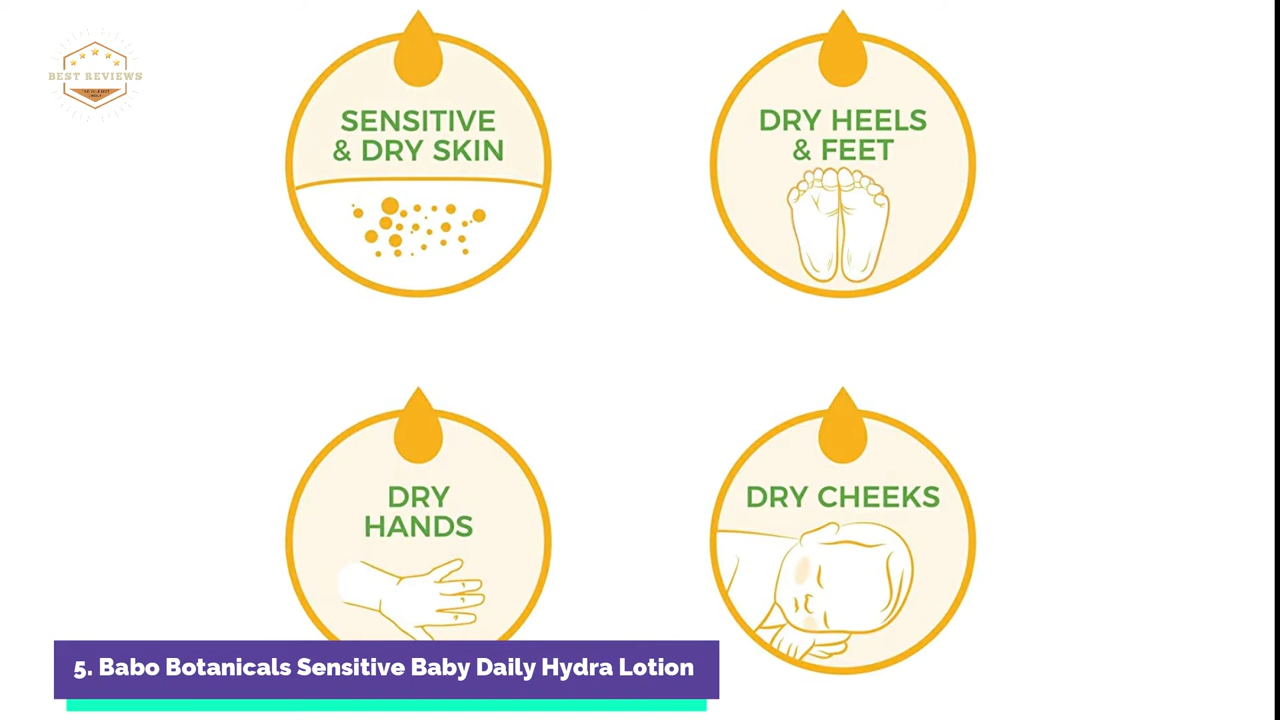 BEST REVIEWS
SENSITIVE
& DRY SKIN
DRY HEELS
& FEET
DRY
HANDS
DRY CHEEKS
5. Babo Botanicals Sensitive Baby Daily Hydra Lotion